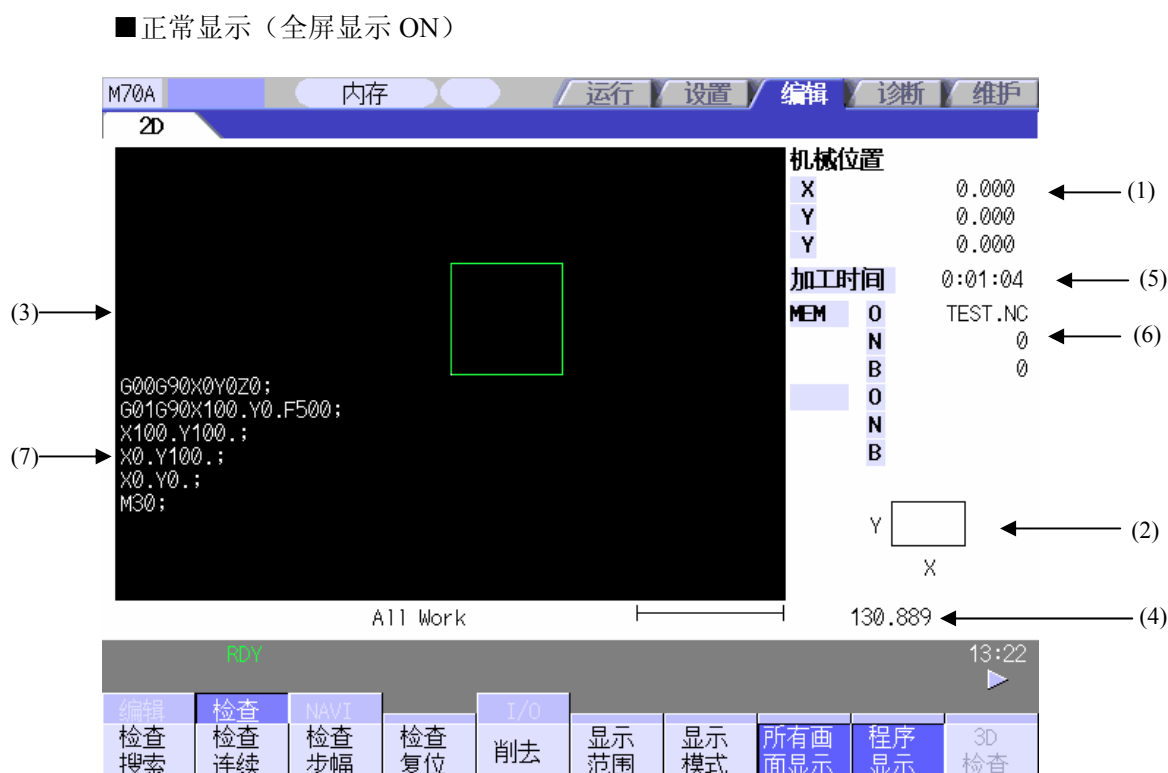 ■正常显示（全屏显示 ON）
M70A 内存 运行 设置 编辑 诊断 维护
2D
机械位置
X 0.000 (1)
Y 0.000
Y 0.000
加工时间 0:01:04 (5)
(3)
MEM O TEST.NC
N 0 (6)
B 0
O
N
B
G00G90X0Y0Z0;
G01G90X100.Y0.F500;
X100.Y100.;
(7) X0.Y100.;
X0.Y0.;
M30;
Y (2)
X
All Work 130.889 (4)
RDY 13:22
编辑 检查 NAVI I/O
检查 检查 检查 检查 削去 显示 显示 所有画 程序 3D
搜索 连续 步幅 复位 范围 模式 面显示 显示 检查